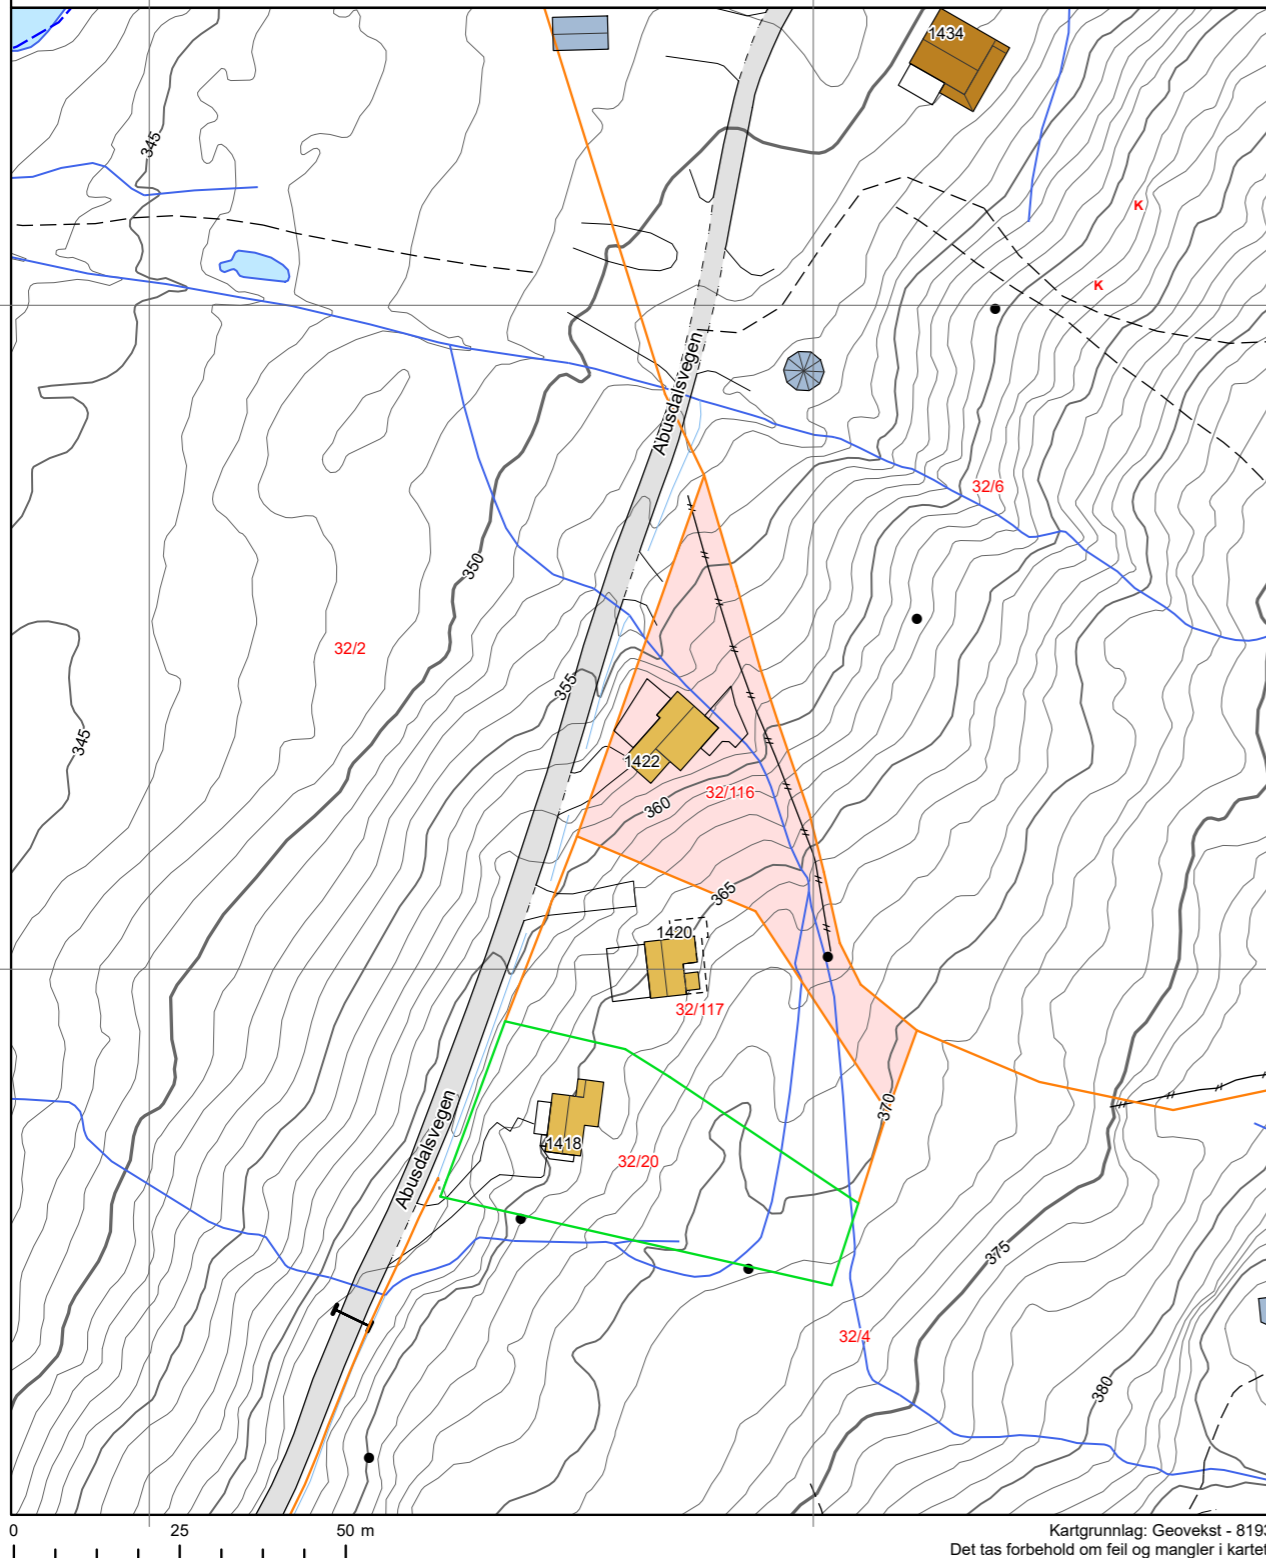 1434
345
K
K
Abusdalsvegen
32/6
350
32/2
355
345
1422
32/116
360
365
1420
32/117
370
Abusdalsvegen
1418
32/20
375
32/4
380
0 25 50 m
Kartgrunnlag: Geovekst - 8193
Det tas forbehold om feil og mangler i kartet